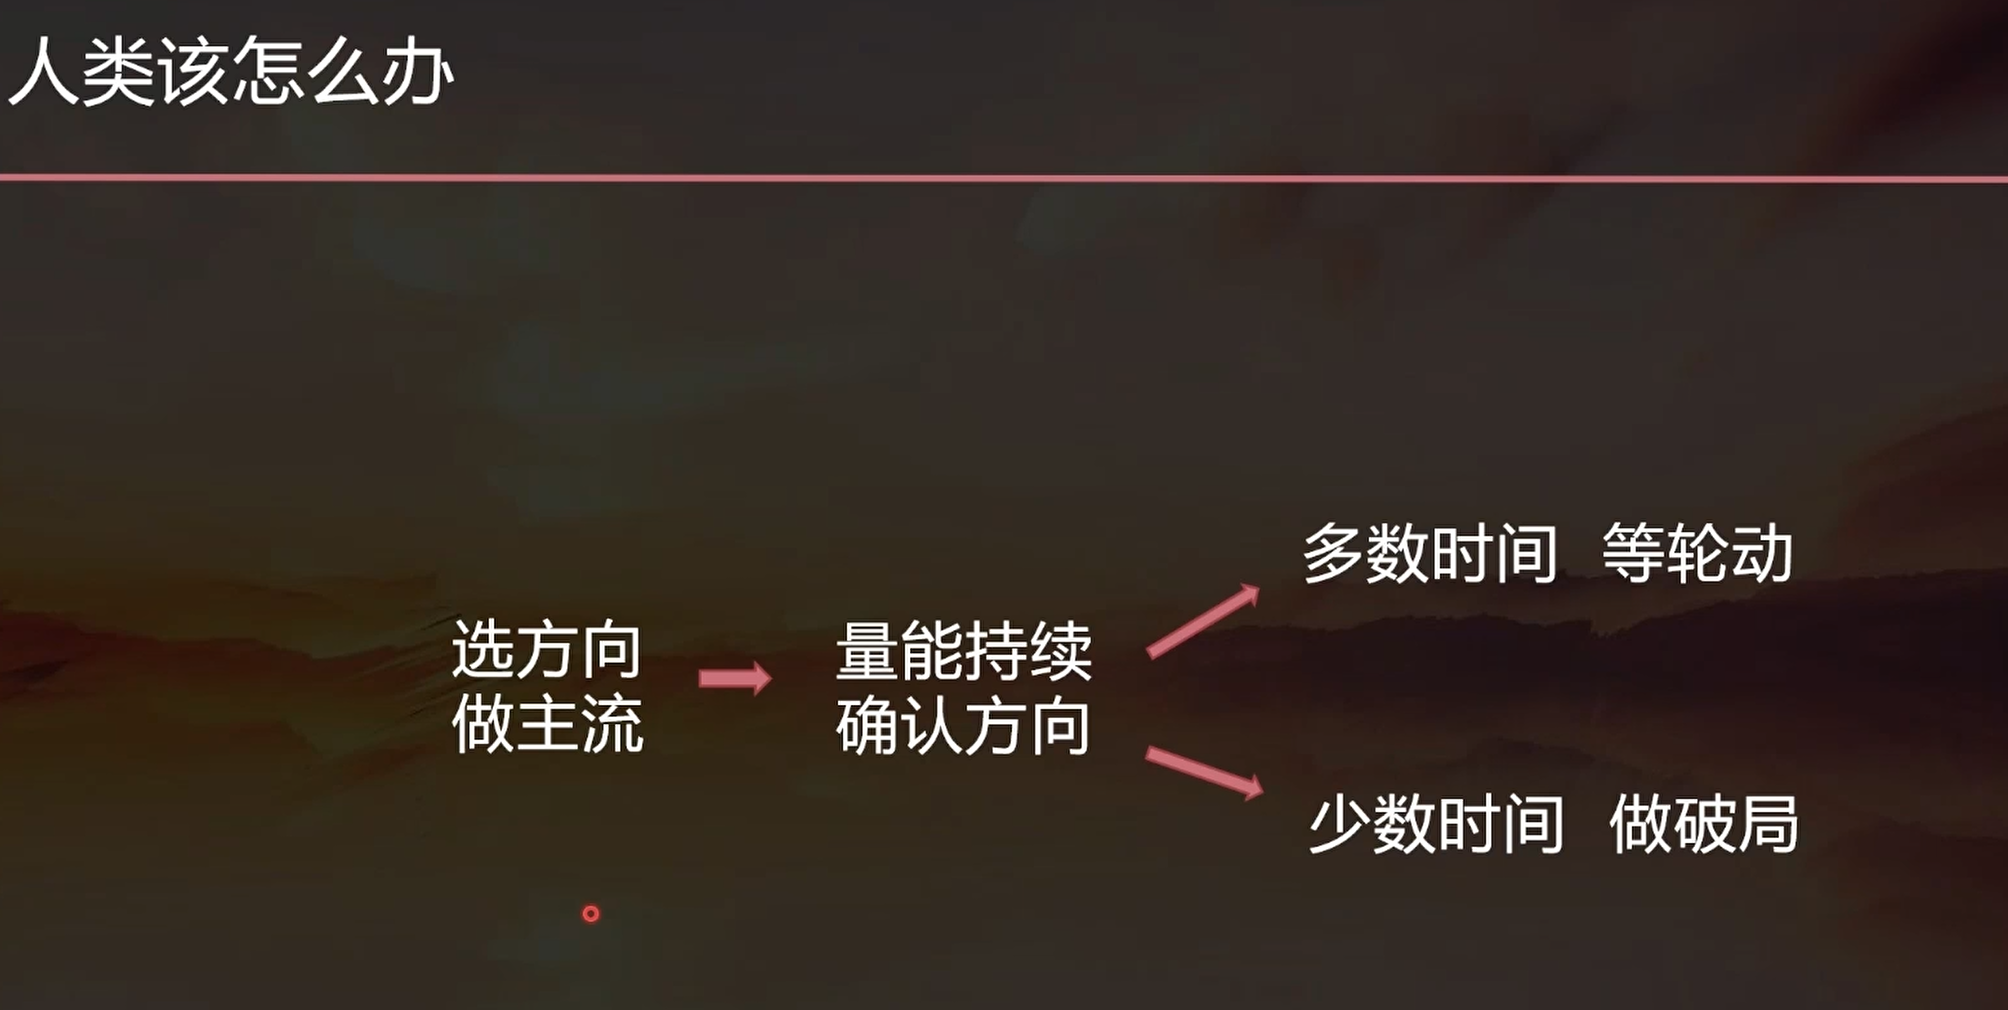 人类该怎么办
选方向
做主流
量能持续
确认方向
多数时间 等轮动
少数时间 做破局